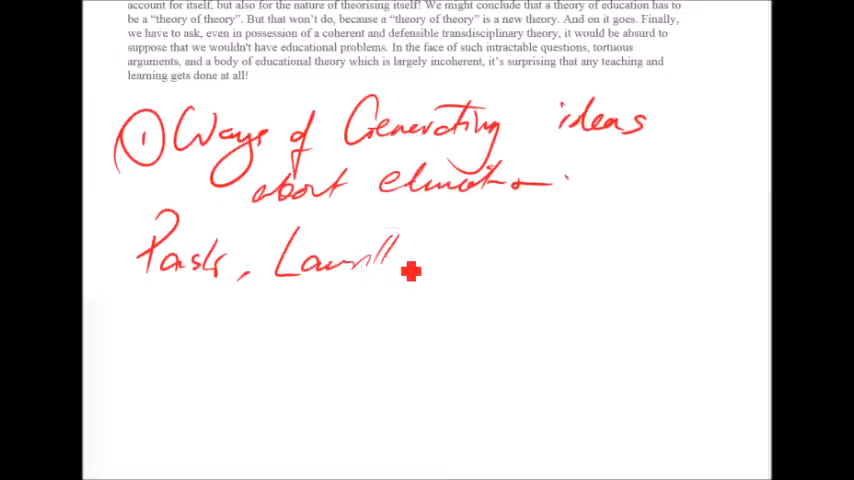 account for itself, but also for the nature of theorising itself! We might conclude that a theory of education has to
be a “theory of theory”. But that won’t do, because a “theory of theory” is a new theory. And on it goes. Finally,
we have to ask, even in possession of a coherent and defensible transdisciplinary theory, it would be absurd to
suppose that we wouldn't have educational problems. In the face of such intractable questions, tortuous
arguments, and a body of educational theory which is largely incoherent, it’s surprising that any teaching and
learning gets done at all!
① Ways of Generating ideas
about education.
Pask, Laurill